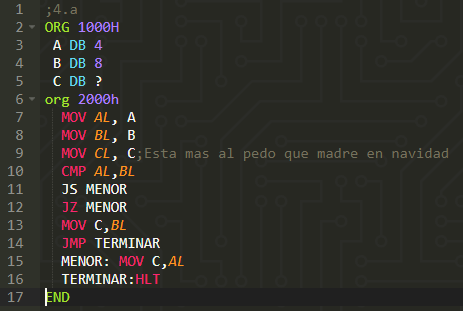 1 ;4.a
2 ORG 1000H
3 A DB 4
4 B DB 8
5 C DB ?
6 org 2000h
7 MOV AL, A
8 MOV BL, B
9 MOV CL, C;Esta mas al pedo que madre en navidad
10 CMP AL,BL
11 JS MENOR
12 JZ MENOR
13 MOV C,BL
14 JMP TERMINAR
15 MENOR: MOV C,AL
16 TERMINAR:HLT
17 END